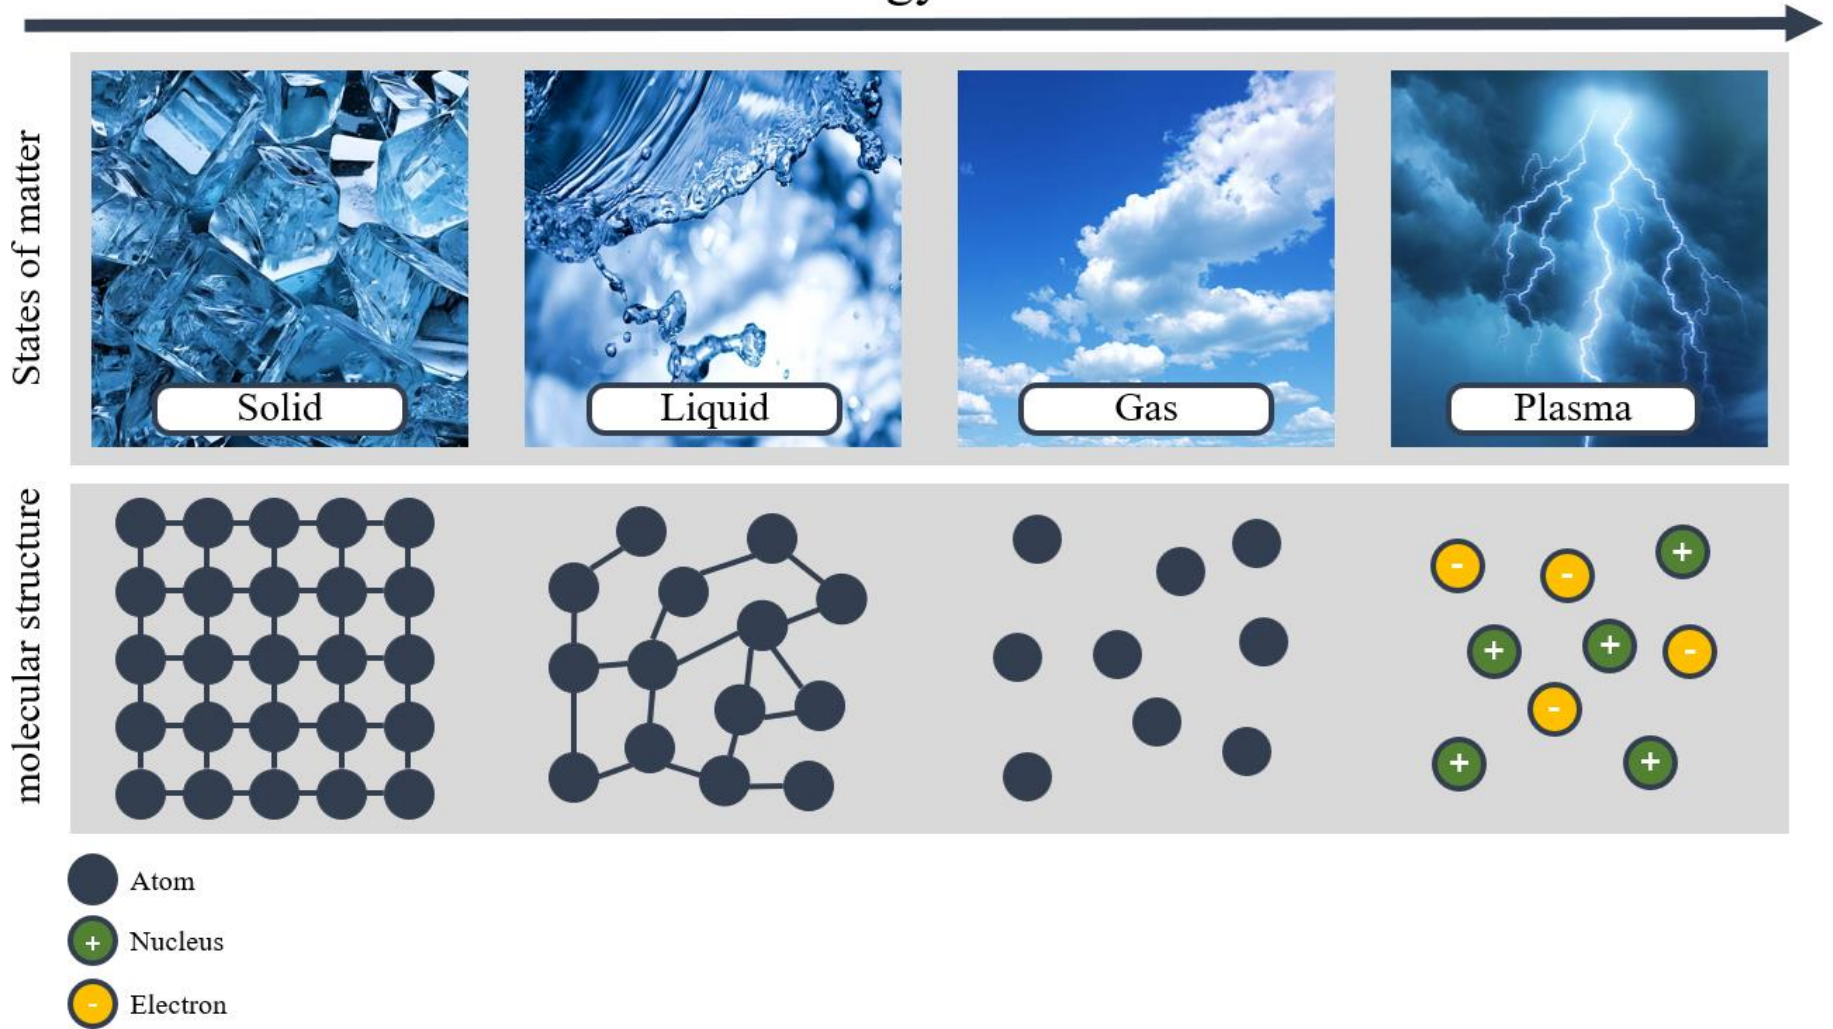 States of matter
Solid
Liquid
Gas
Plasma
molecular structure
+
-
-
+
+
+
-
-
+
+
Atom
+ Nucleus
- Electron